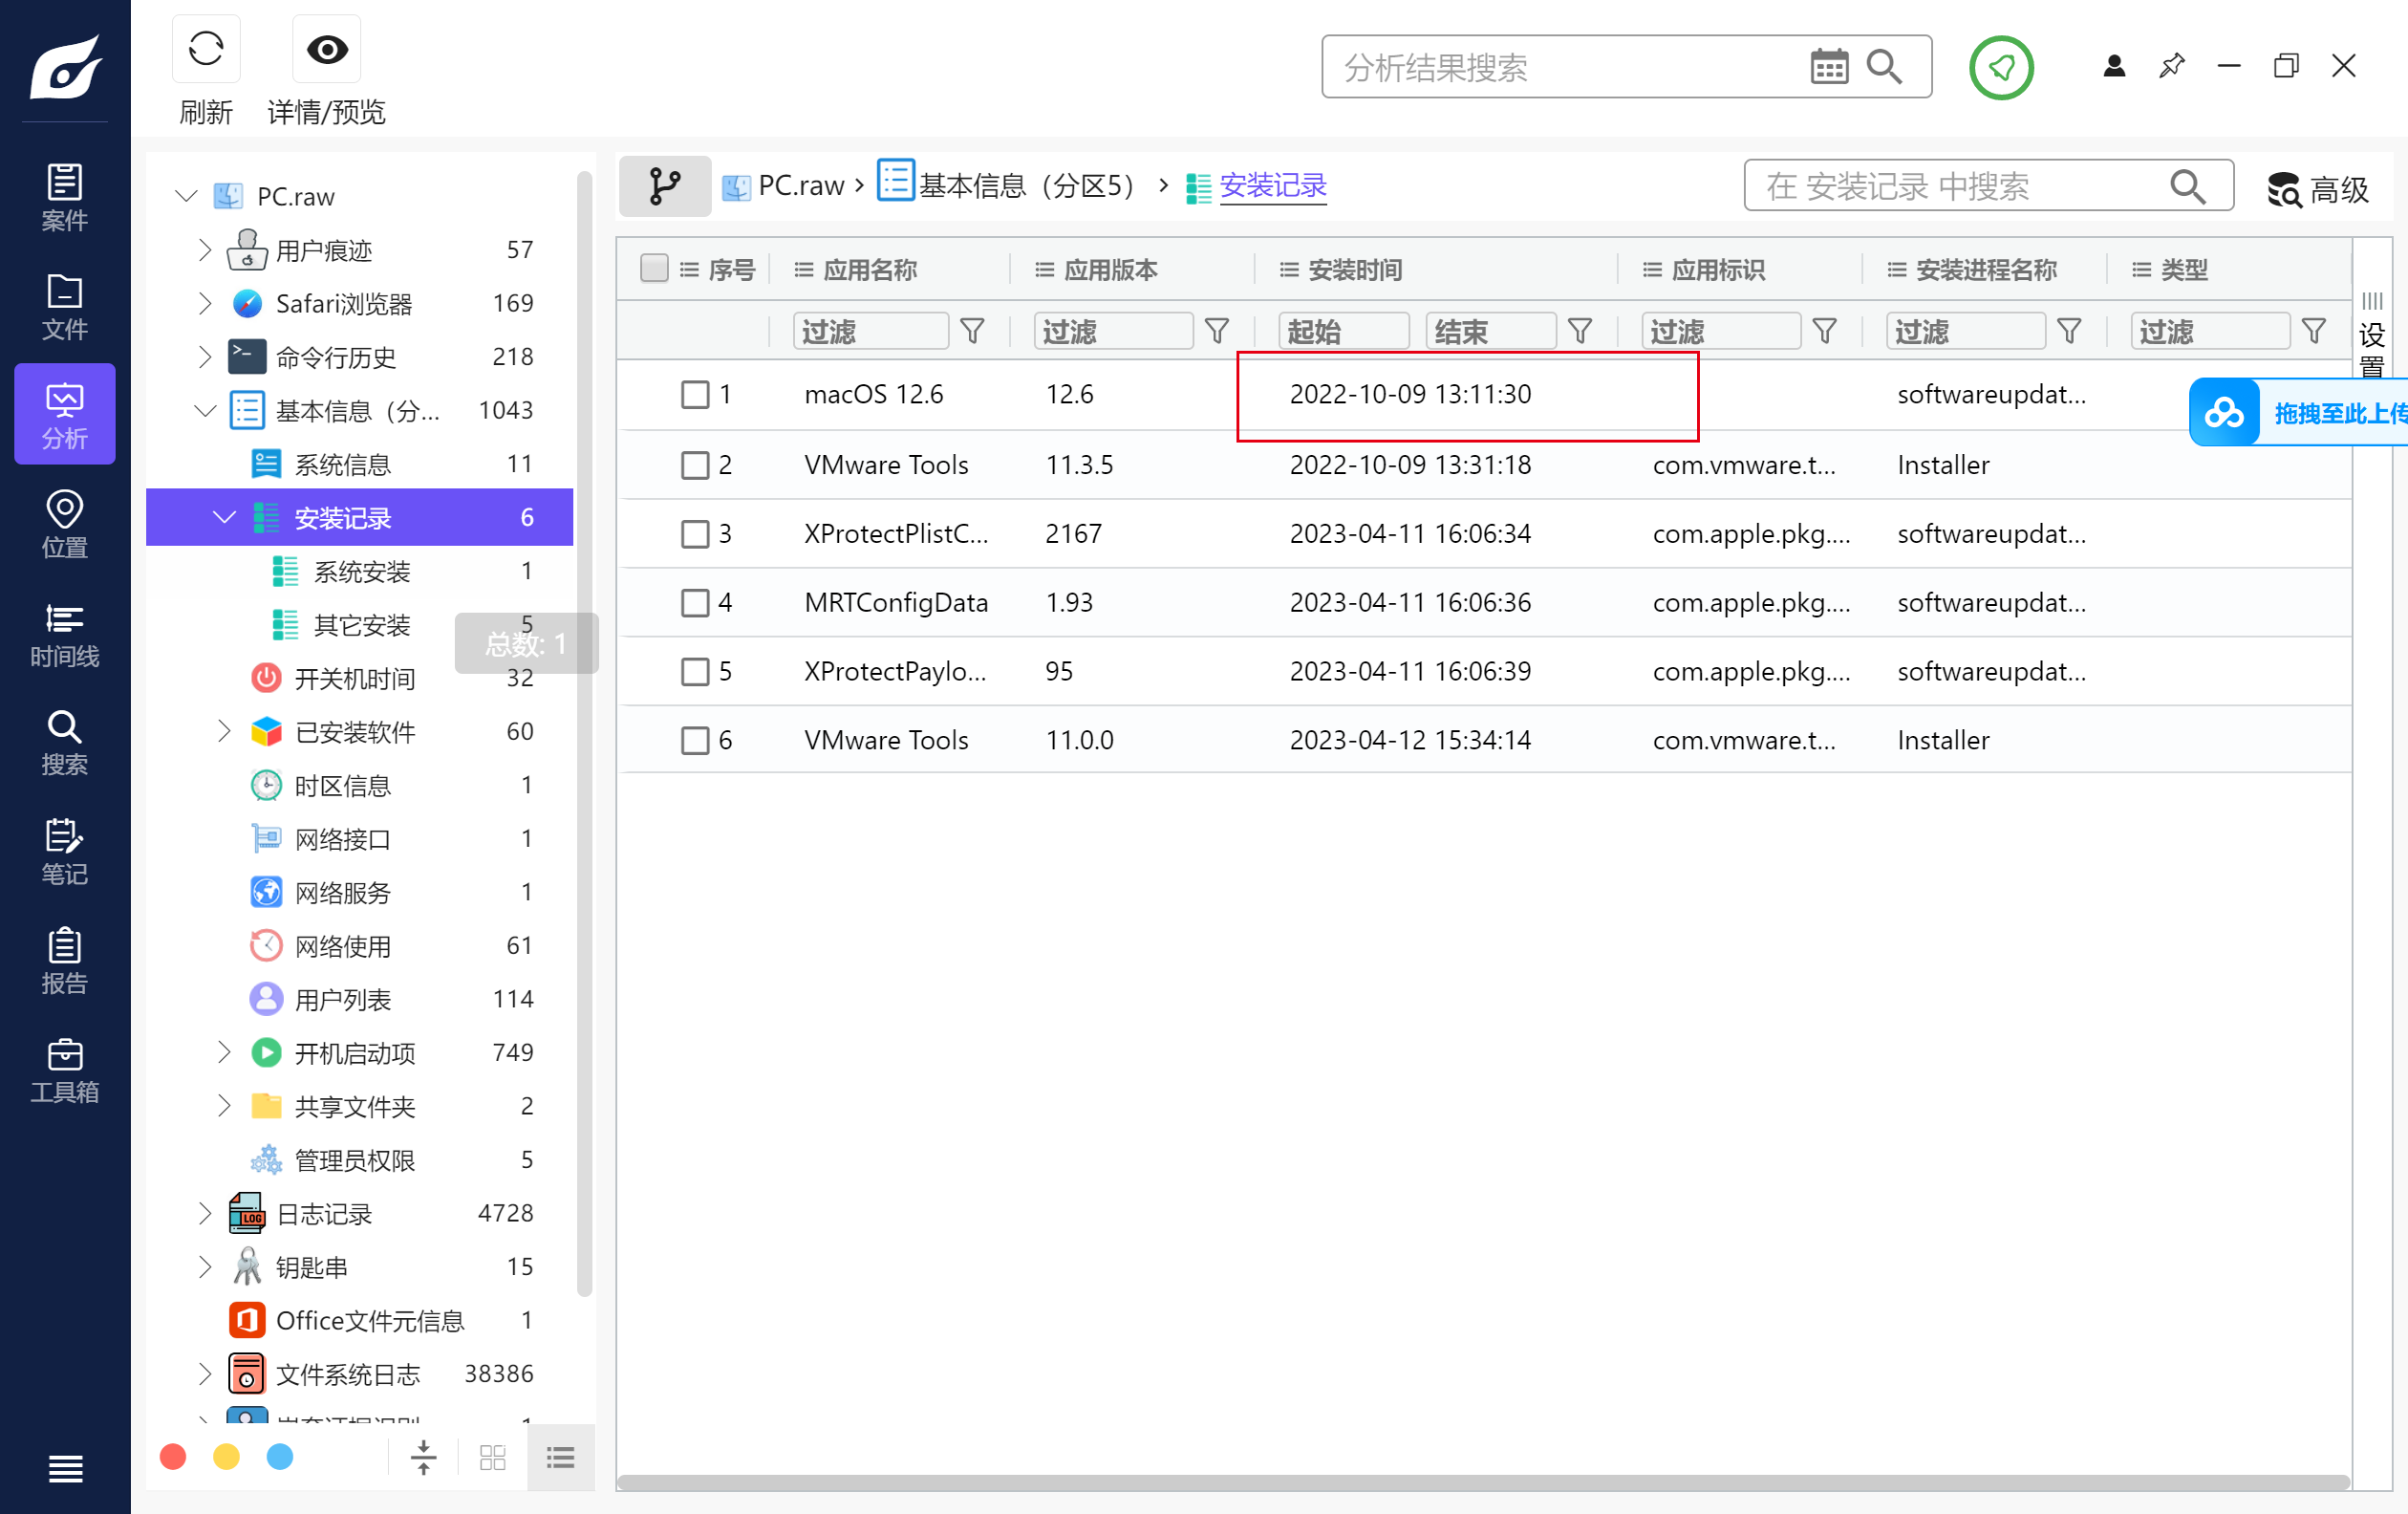 刷新
详情/预览
分析结果搜索
案件
文件
分析
位置
时间线
搜索
笔记
报告
工具箱
PC.raw
用户痕迹 57
Safari浏览器 169
命令行历史 218
基本信息（分... 1043
系统信息 11
安装记录 6
系统安装 1
其它安装 5
总数: 1
开关机时间 32
已安装软件 60
时区信息 1
网络接口 1
网络服务 1
网络使用 61
用户列表 114
开机启动项 749
共享文件夹 2
管理员权限 5
日志记录 4728
LOG
钥匙串 15
Office文件元信息 1
文件系统日志 38386
PC.raw › 基本信息（分区5） › 安装记录
在 安装记录 中搜索
高级
序号 应用名称 应用版本 安装时间 应用标识 安装进程名称 类型
过滤 过滤 起始 结束 过滤 过滤 过滤
设置
1 macOS 12.6 12.6 2022-10-09 13:11:30 softwareupdat...
拖拽至此上传
2 VMware Tools 11.3.5 2022-10-09 13:31:18 com.vmware.t... Installer
3 XProtectPlistC... 2167 2023-04-11 16:06:34 com.apple.pkg.... softwareupdat...
4 MRTConfigData 1.93 2023-04-11 16:06:36 com.apple.pkg.... softwareupdat...
5 XProtectPaylo... 95 2023-04-11 16:06:39 com.apple.pkg.... softwareupdat...
6 VMware Tools 11.0.0 2023-04-12 15:34:14 com.vmware.t... Installer